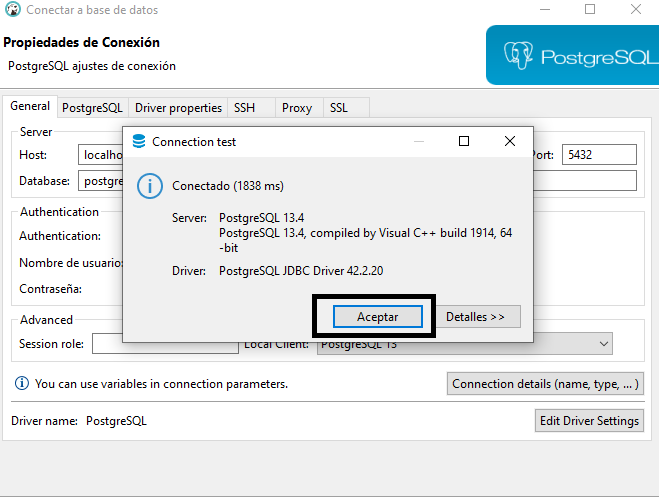 Conectar a base de datos
Propiedades de Conexión
PostgreSQL ajustes de conexión
PostgreSQL
General PostgreSQL Driver properties SSH Proxy SSL
Server
Host: localho Port: 5432
Database: postgre
Connection test
Conectado (1838 ms)
Server: PostgreSQL 13.4
PostgreSQL 13.4, compiled by Visual C++ build 1914, 64
-bit
Driver: PostgreSQL JDBC Driver 42.2.20
Aceptar Detalles >>
Authentication
Authentication:
Nombre de usuario:
Contraseña:
Advanced
Session role: Local Client: PostgreSQL 13
You can use variables in connection parameters. Connection details (name, type, ... )
Driver name: PostgreSQL Edit Driver Settings